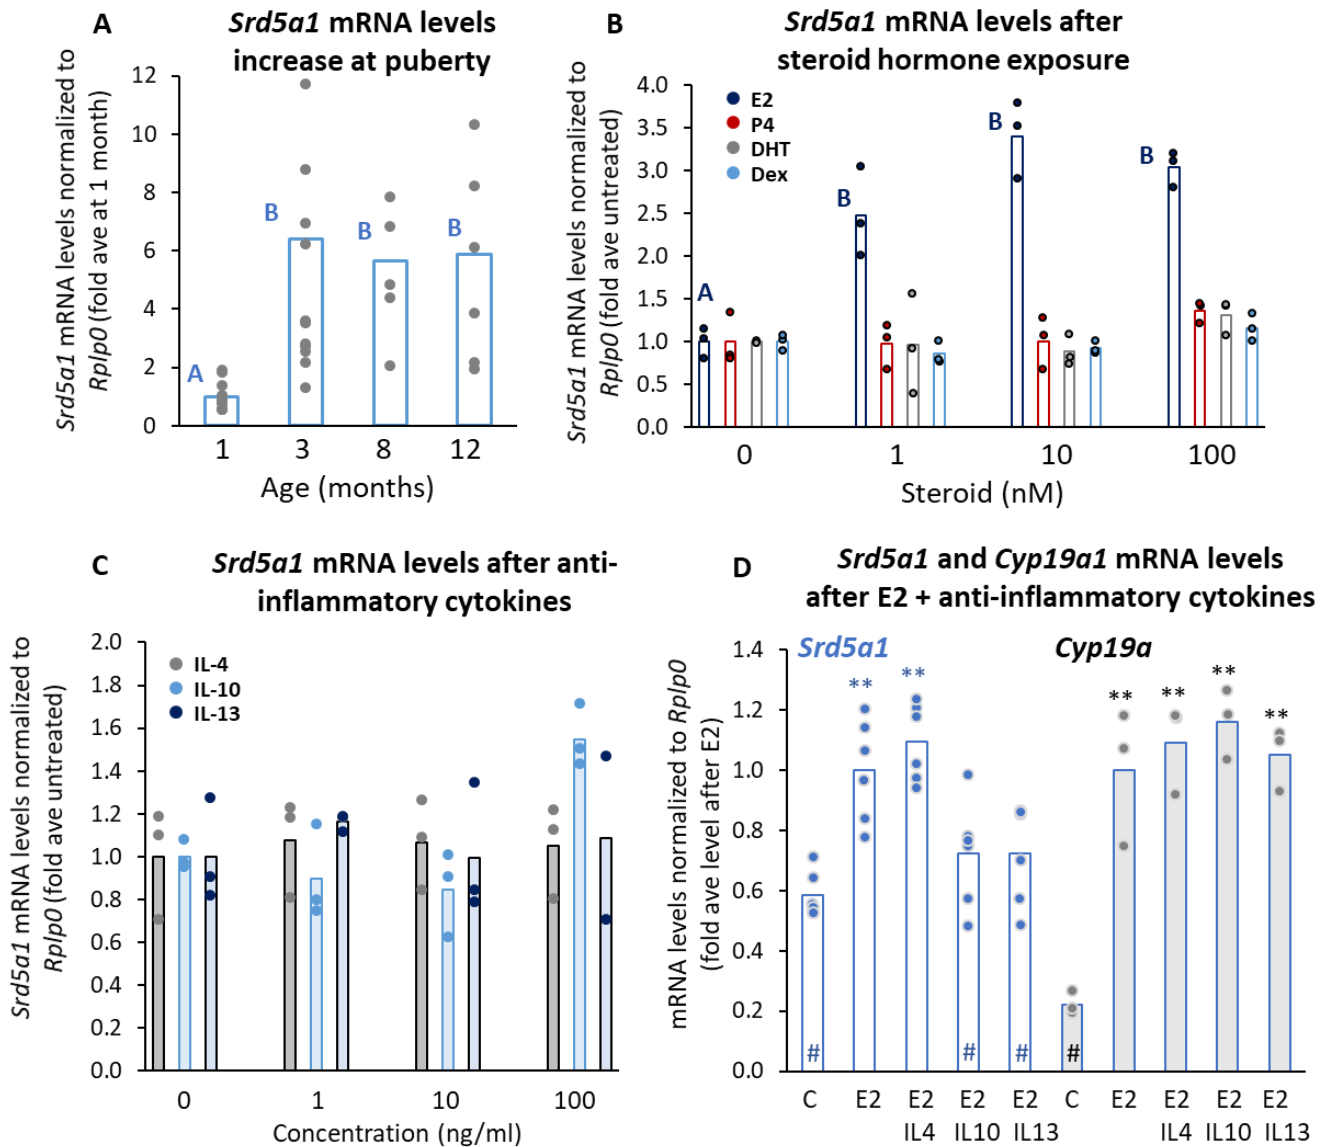 A
Srd5a1 mRNA levels
increase at puberty
Srd5a1 mRNA levels normalized to
Rplp0 (fold ave at 1 month)
12
10
8
6
4
2
0
A
B
B
B
1 3 8 12
Age (months)
B
Srd5a1 mRNA levels after
steroid hormone exposure
Srd5a1 mRNA levels normalized to
Rplp0 (fold ave untreated)
4.0
3.5
3.0
2.5
2.0
1.5
1.0
0.5
0.0
E2
P4
DHT
Dex
A
B
B
B
0 1 10 100
Steroid (nM)
C
Srd5a1 mRNA levels after anti-
inflammatory cytokines
Srd5a1 mRNA levels normalized to
Rplp0 (fold ave untreated)
2.0
1.8
1.6
1.4
1.2
1.0
0.8
0.6
0.4
0.2
0.0
IL-4
IL-10
IL-13
0 1 10 100
Concentration (ng/ml)
D
Srd5a1 and Cyp19a1 mRNA levels
after E2 + anti-inflammatory cytokines
mRNA levels normalized to Rplp0
(fold ave level after E2)
1.4
1.2
1.0
0.8
0.6
0.4
0.2
0.0
Srd5a1 Cyp19a
** ** ** ** ** **
# # # #
C E2 E2 E2 E2 C E2 E2 E2 E2
IL4 IL10 IL13 IL4 IL10 IL13